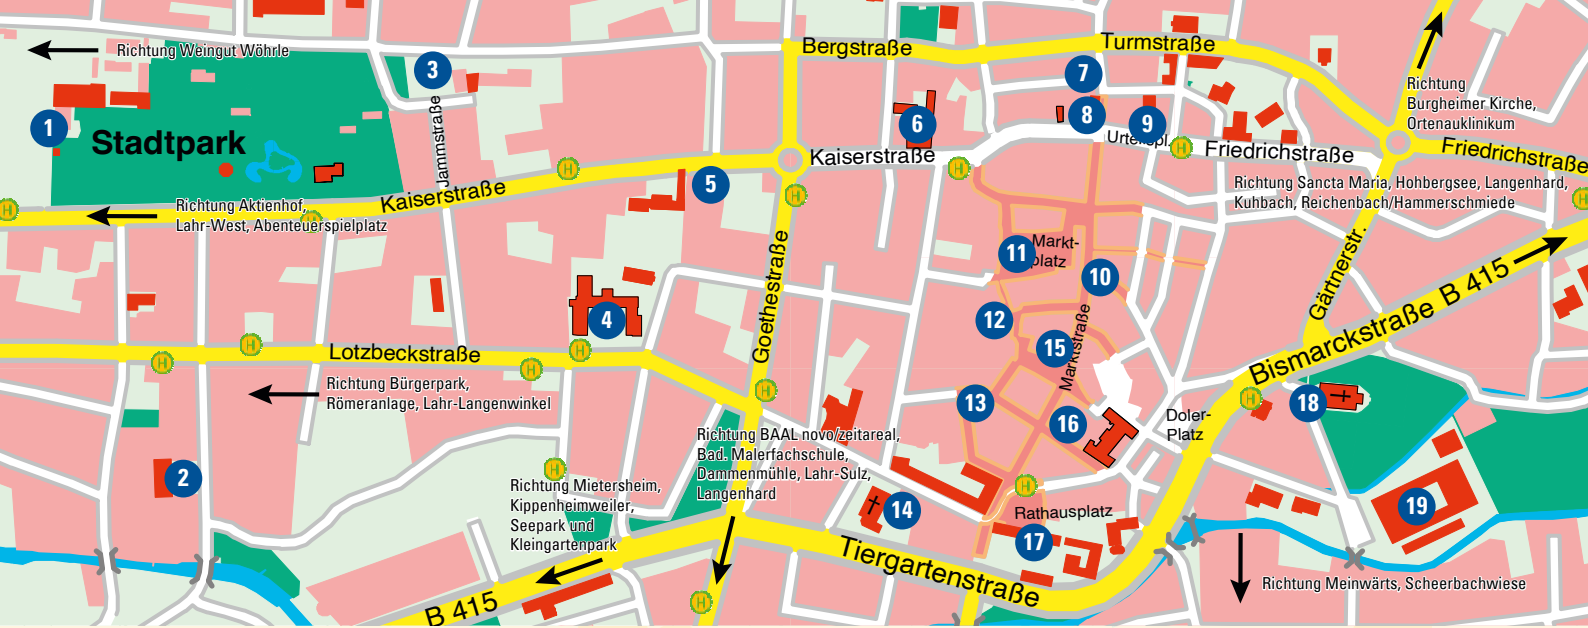 Richtung Weingut Wöhrle
3
Bergstraße
Turmstraße
7
Richtung
Burgheimer Kirche,
Ortenauklinikum
1
Stadtpark
Jammstraße
6
8
9
Urteilspl.
H
Kaiserstraße
H
Friedrichstraße
Friedrichstraße
H
Kaiserstraße
5
H
Richtung Sancta Maria, Hohbergsee, Langenhard,
Kuhbach, Reichenbach/Hammerschmiede
H
H
Richtung Aktienhof,
Lahr-West, Abenteuerspielplatz
H
11
Markt-
platz
10
Goethestraße
Gärtnerstr.
B 415
4
12
Marktstraße
15
H
H
H
Lotzbeckstraße
H
Bismarckstraße
Richtung Bürgerpark,
Römeranlage, Lahr-Langenwinkel
H
13
H
18
16
Doler-
Platz
Richtung BAAL novo/zeitareal,
Bad. Malerfachschule,
Dammenmühle, Lahr-Sulz,
Langenhard
2
H
Richtung Mietersheim,
Kippenheimweiler,
Seepark und
Kleingartenpark
H
14
19
Rathausplatz
17
Tiergartenstraße
Richtung Meinwärts, Scheerbachwiese
B 415
H